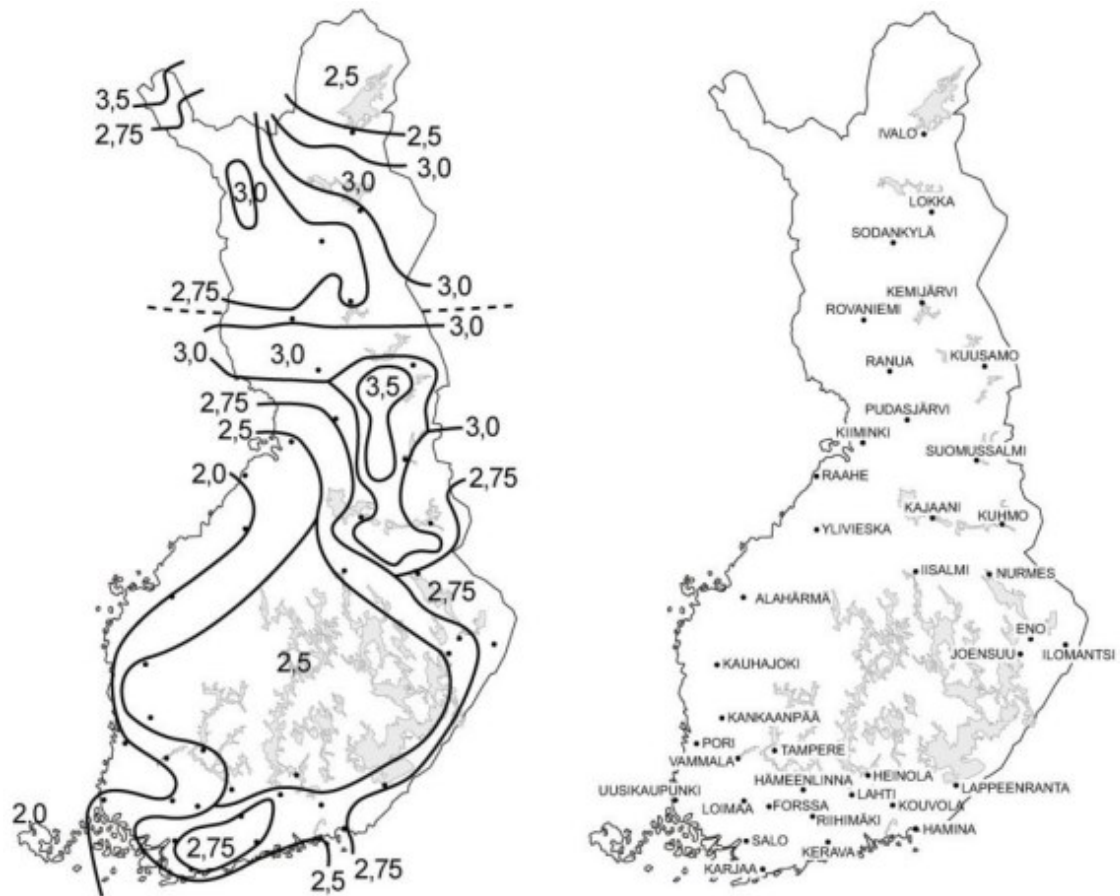 2,5
3,5
2,75
2,5
3,0
3,0
3,0
2,75
3,0
3,0
3,0
3,0
3,5
2,75
2,5
3,0
2,0
2,75
2,75
2,5
2,0
2,75
2,5
2,75
IVALO
LOKKA
SODANKYLÄ
KEMIJÄRVI
ROVANIEMI
RANUA
KUUSAMO
PUDASJÄRVI
KIIMINKI
SUOMUSSALMI
RAAHE
KAJAANI
KUHMO
YLIVIESKA
IISALMI
NURMES
ALAHÄRMÄ
ENO
JOENSUU
ILOMANTSI
KAUHAJOKI
KANKAANPÄÄ
PORI
TAMPERE
VAMMALA
HÄMEENLINNA
HEINOLA
LAPPEENRANTA
UUSIKAUPUNKI
LAHTI
LOIMAA
FORSSA
KOUVOLA
RIIHIMÄKI
HAMINA
SALO
KERAVA
KARJAA